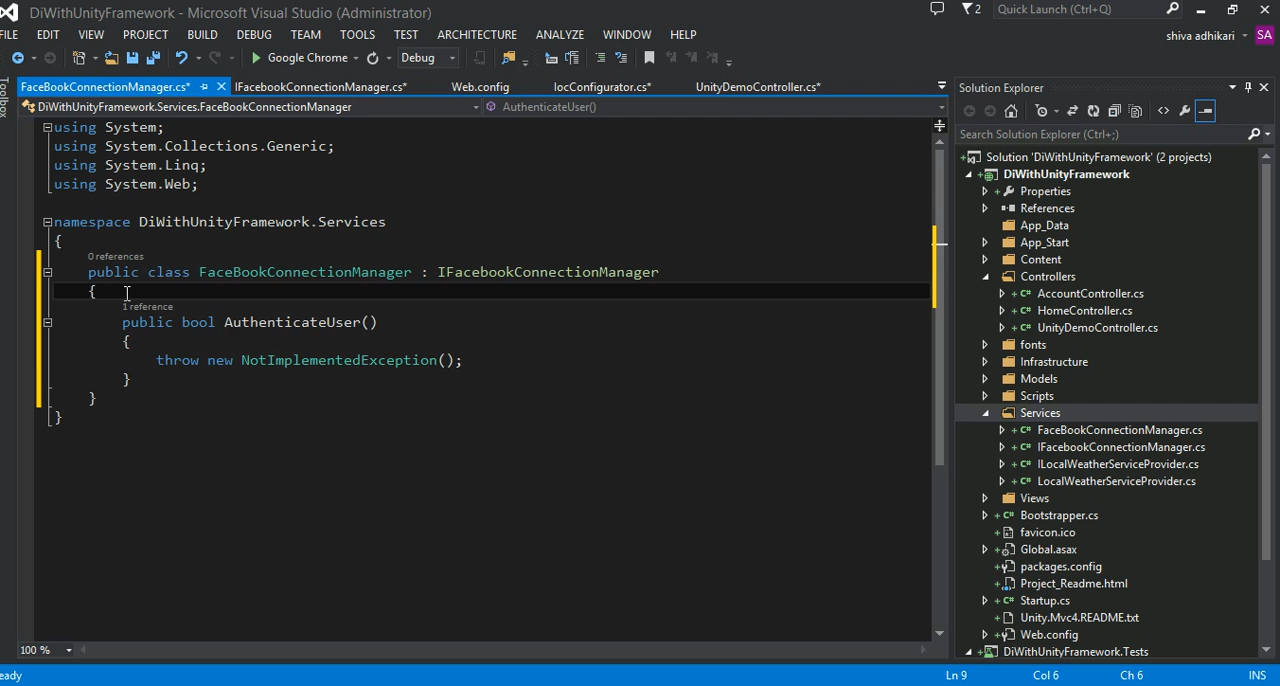 DiWithUnityFramework - Microsoft Visual Studio (Administrator)
2
Quick Launch (Ctrl+Q)
FILE EDIT VIEW PROJECT BUILD DEBUG TEAM TOOLS TEST ARCHITECTURE ANALYZE WINDOW HELP
shiva adhikari
SA
Google Chrome
Debug
Toolbox
FaceBookConnectionManager.cs*
IFacebookConnectionManager.cs*
Web.config
IocConfigurator.cs*
UnityDemoController.cs*
DiWithUnityFramework.Services.FaceBookConnectionManager
AuthenticateUser()
using System;
using System.Collections.Generic;
using System.Linq;
using System.Web;
namespace DiWithUnityFramework.Services
{
0 references
public class FaceBookConnectionManager : IFacebookConnectionManager
{
1 reference
public bool AuthenticateUser()
{
throw new NotImplementedException();
}
}
}
100 %
Solution Explorer
Search Solution Explorer (Ctrl+;)
Solution 'DiWithUnityFramework' (2 projects)
DiWithUnityFramework
Properties
References
App_Data
App_Start
Content
Controllers
AccountController.cs
HomeController.cs
UnityDemoController.cs
fonts
Infrastructure
Models
Scripts
Services
FaceBookConnectionManager.cs
IFacebookConnectionManager.cs
ILocalWeatherServiceProvider.cs
LocalWeatherServiceProvider.cs
Views
Bootstrapper.cs
favicon.ico
Global.asax
packages.config
Project_Readme.html
Startup.cs
Unity.Mvc4.README.txt
Web.config
DiWithUnityFramework.Tests
eady
Ln 9
Col 6
Ch 6
INS